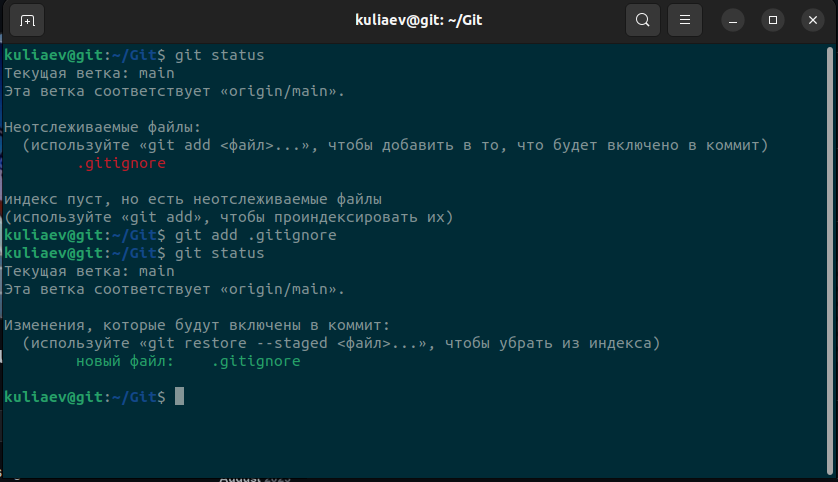 kuliaev@git: ~/Git
kuliaev@git:~/Git$ git status
Текущая ветка: main
Эта ветка соответствует «origin/main».
Неотслеживаемые файлы:
(используйте «git add <файл>...», чтобы добавить в то, что будет включено в коммит)
.gitignore
индекс пуст, но есть неотслеживаемые файлы
(используйте «git add», чтобы проиндексировать их)
kuliaev@git:~/Git$ git add .gitignore
kuliaev@git:~/Git$ git status
Текущая ветка: main
Эта ветка соответствует «origin/main».
Изменения, которые будут включены в коммит:
(используйте «git restore --staged <файл>...», чтобы убрать из индекса)
новый файл:    .gitignore
kuliaev@git:~/Git$
August 2023